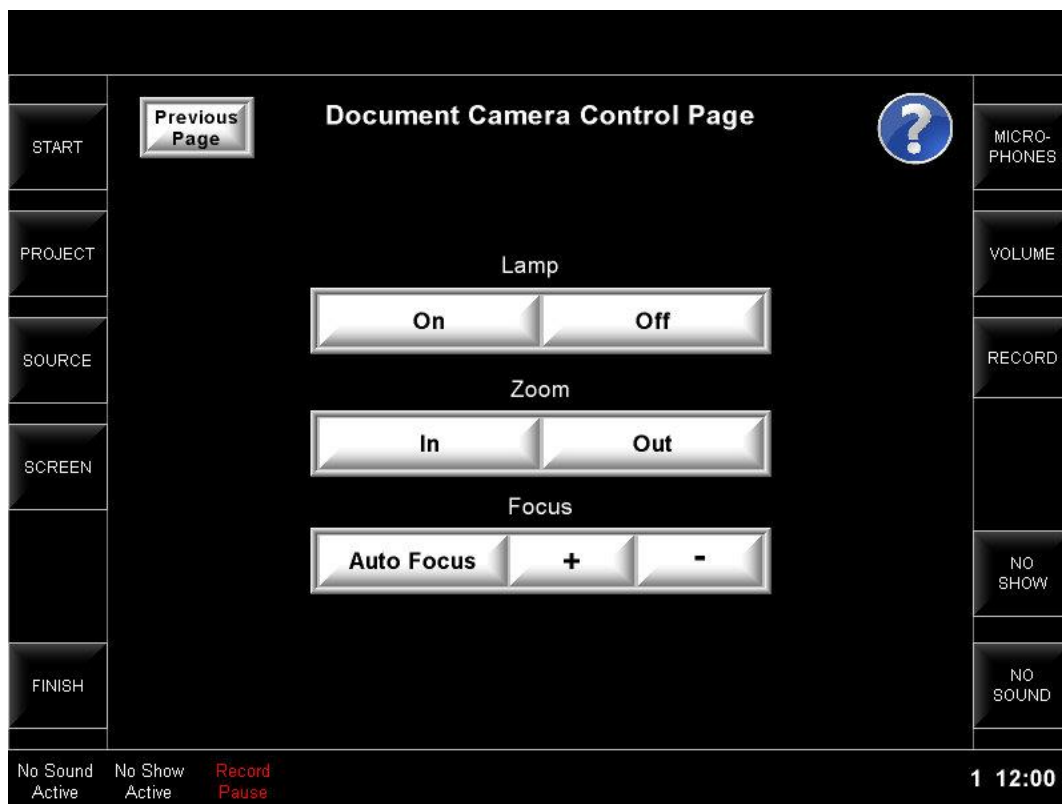 Previous
Page
Document Camera Control Page
?
START
PROJECT
SOURCE
SCREEN
FINISH
Lamp
On
Off
Zoom
In
Out
Focus
Auto Focus
+
-
MICRO-
PHONES
VOLUME
RECORD
NO
SHOW
NO
SOUND
No Sound
Active
No Show
Active
Record
Pause
1 12:00